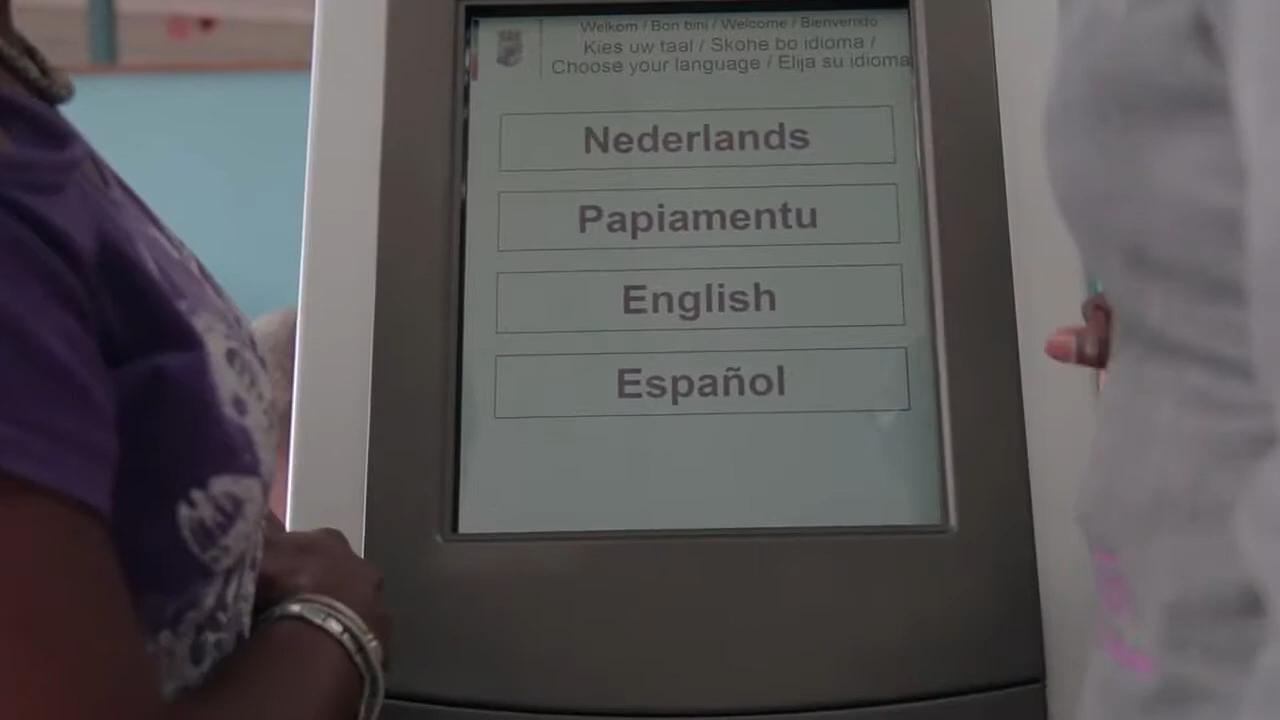 Welkom / Bon bini / Welcome / Bienvenido
Kies uw taal / Skohe bo idioma /
Choose your language / Elija su idioma
Nederlands
Papiamentu
English
Español